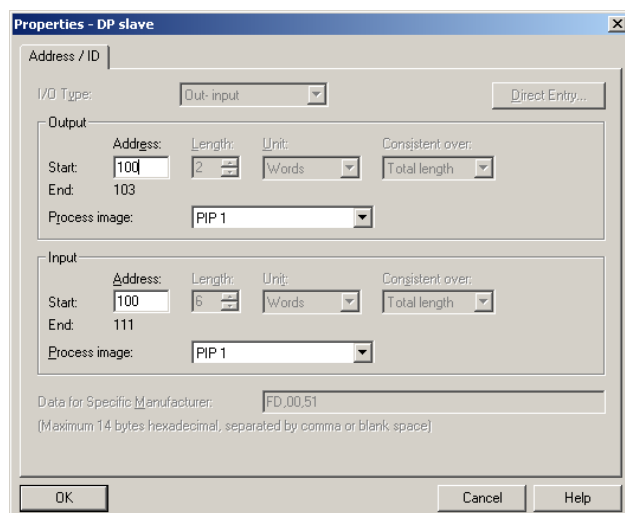 Properties - DP slave
Address / ID
I/O Type: Out- input Direct Entry...
Output
Address: Length: Unit: Consistent over:
Start: 100 2 Words Total length
End: 103
Process image: PIP 1
Input
Address: Length: Unit: Consistent over:
Start: 100 6 Words Total length
End: 111
Process image: PIP 1
Data for Specific Manufacturer: FD,00,51
(Maximum 14 bytes hexadecimal, separated by comma or blank space)
OK Cancel Help